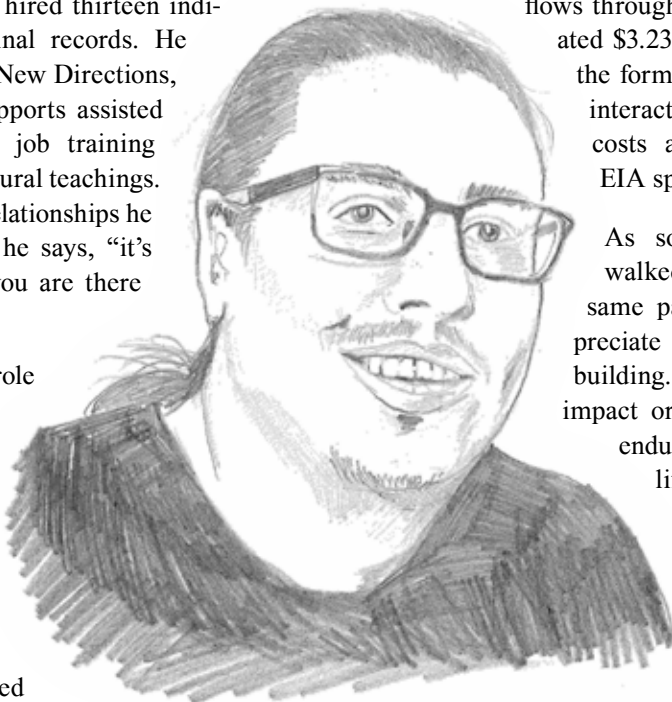 hired thirteen indi-
inal records. He
New Directions,
pports assisted
job training
ural teachings.
elationships he
he says, “it’s
ou are there
role
ed
flows through
ated $3.23
the form
interact
costs a
EIA sp
As so
walked
same pa
preciate
building.
impact on
endu
li